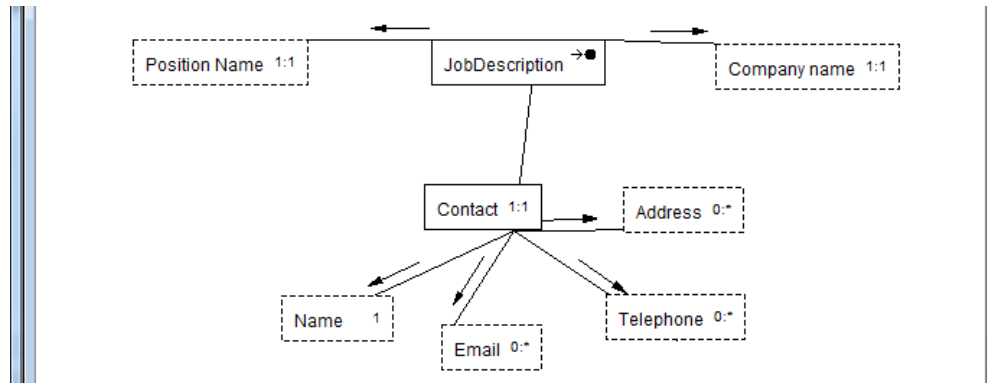 Position Name 1:1
JobDescription
Company name 1:1
Contact 1:1
Address 0:*
Name 1
Email 0:*
Telephone 0:*